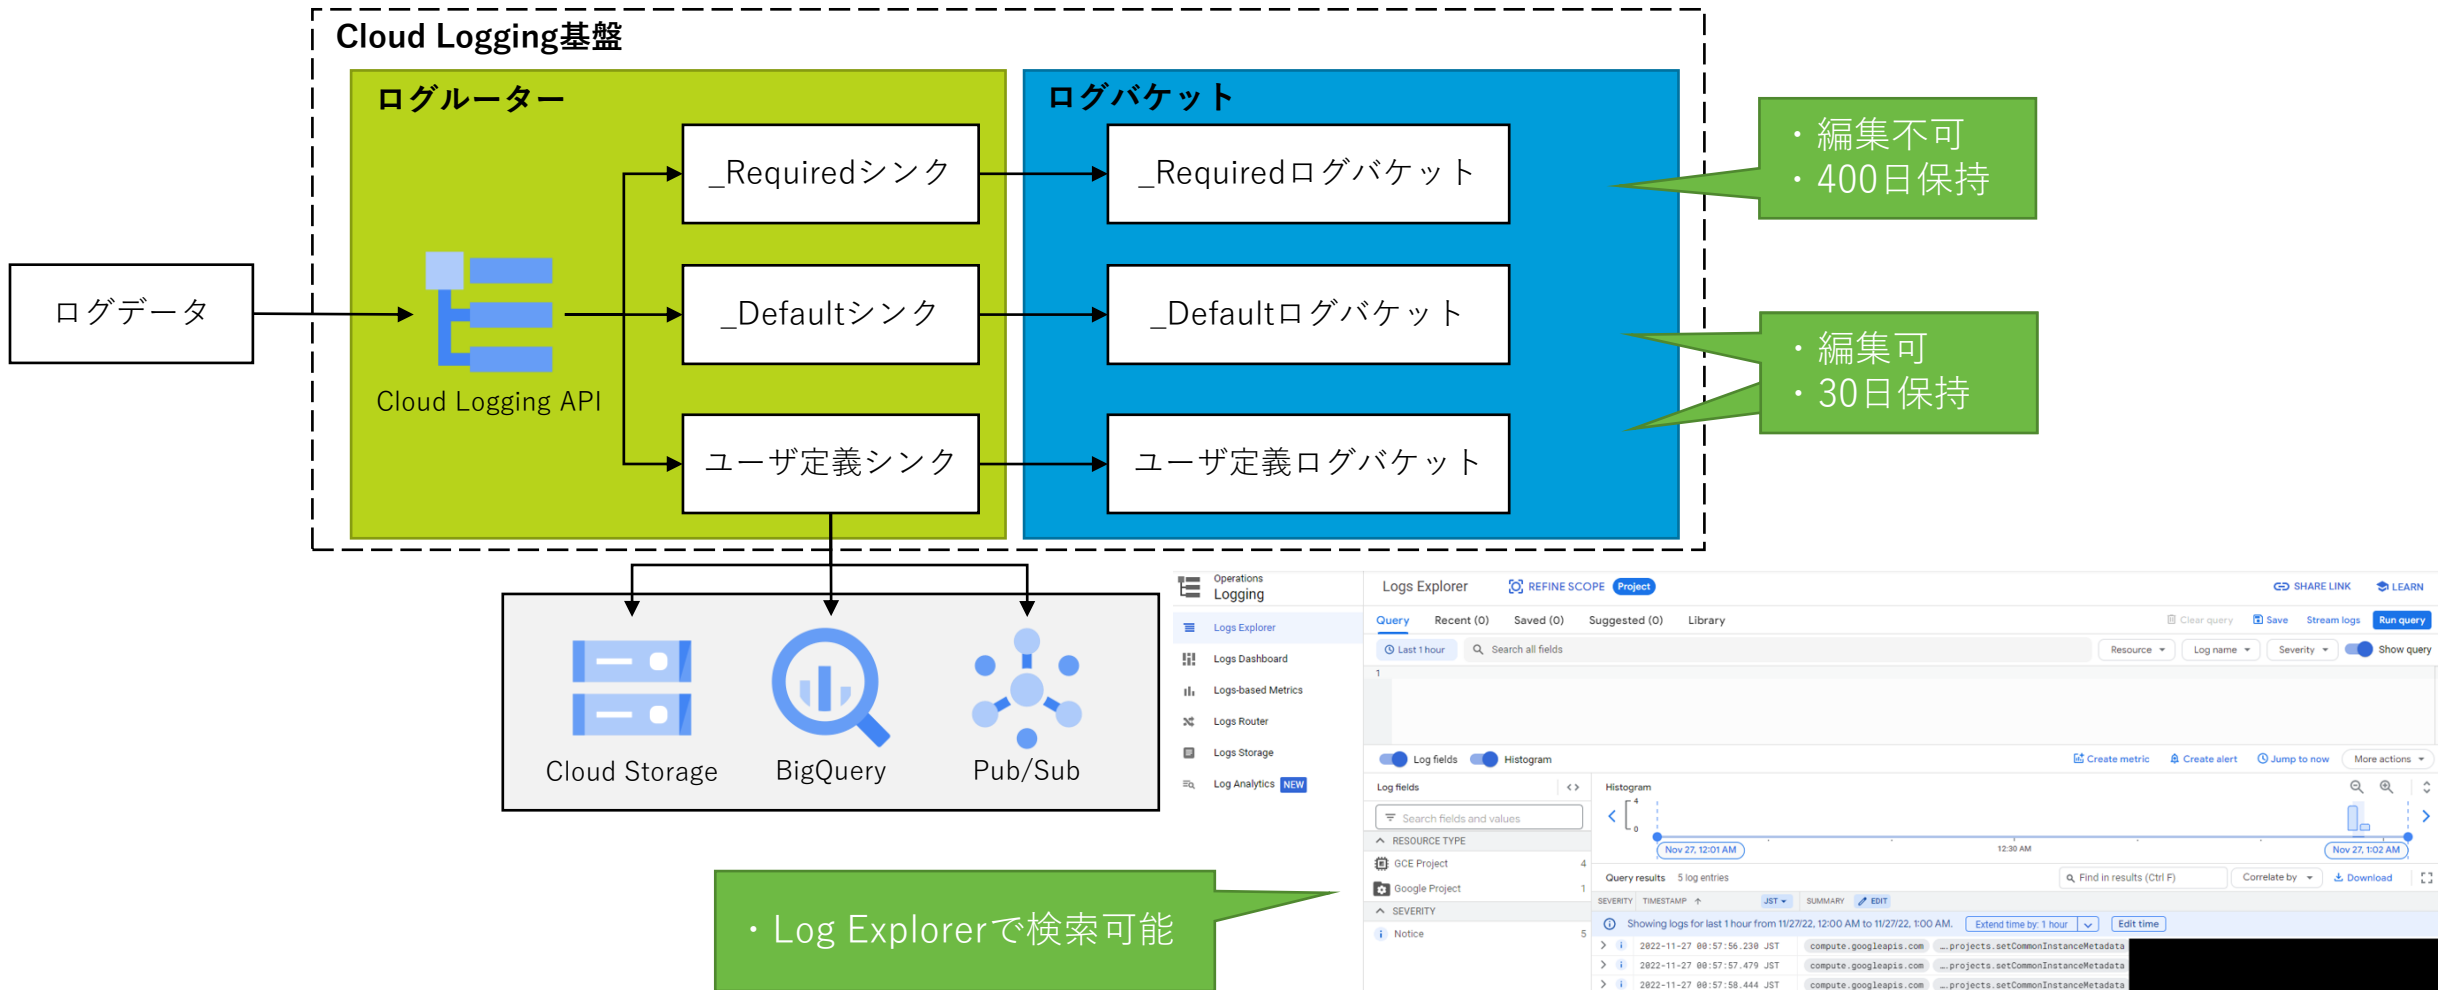 Cloud Logging基盤
ログルーター
ログバケット
ログデータ
Cloud Logging API
_Requiredシンク
_Defaultシンク
ユーザ定義シンク
_Requiredログバケット
_Defaultログバケット
ユーザ定義ログバケット
・編集不可
・400日保持
・編集可
・30日保持
Cloud Storage
BigQuery
Pub/Sub
・Log Explorerで検索可能
Operations
Logging
Logs Explorer
Logs Dashboard
Logs-based Metrics
Logs Router
Logs Storage
Log Analytics NEW
Logs Explorer REFINE SCOPE Project SHARE LINK LEARN
Query Recent (0) Saved (0) Suggested (0) Library Clear query Save Stream logs Run query
Last 1 hour Search all fields Resource Log name Severity Show query
1
Log fields Histogram Create metric Create alert Jump to now More actions
Log fields
Search fields and values
RESOURCE TYPE
GCE Project 4
Google Project 1
SEVERITY
Notice 5
Histogram
4
0
Nov 27, 12:01 AM 12:30 AM Nov 27, 1:02 AM
Query results 5 log entries Find in results (Ctrl F) Correlate by Download
SEVERITY TIMESTAMP JST SUMMARY EDIT
Showing logs for last 1 hour from 11/27/22, 12:00 AM to 11/27/22, 1:00 AM. Extend time by: 1 hour Edit time
2022-11-27 00:57:56.230 JST compute.googleapis.com ….projects.setCommonInstanceMetadata
2022-11-27 00:57:57.479 JST compute.googleapis.com ….projects.setCommonInstanceMetadata
2022-11-27 00:57:58.444 JST compute.googleapis.com ….projects.setCommonInstanceMetadata